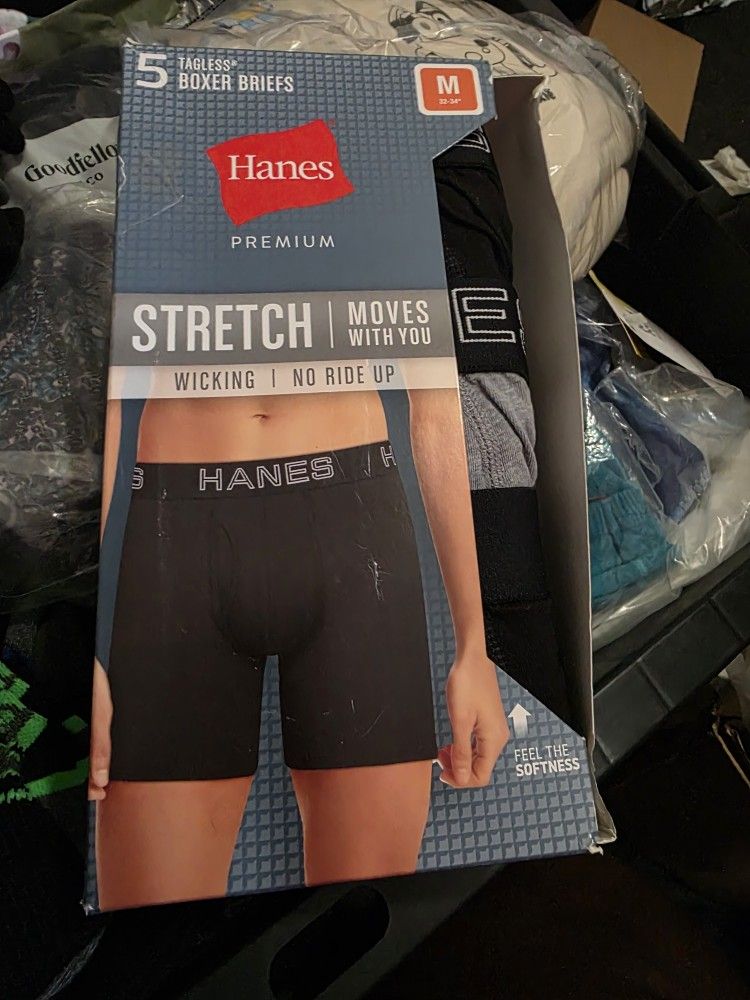 5 TAGLESS®
BOXER BRIEFS
M
32-34"
Hanes
PREMIUM
STRETCH | MOVES
WITH YOU
WICKING | NO RIDE UP
S HANES H
E
FEEL THE
SOFTNESS
Goodfello
CO